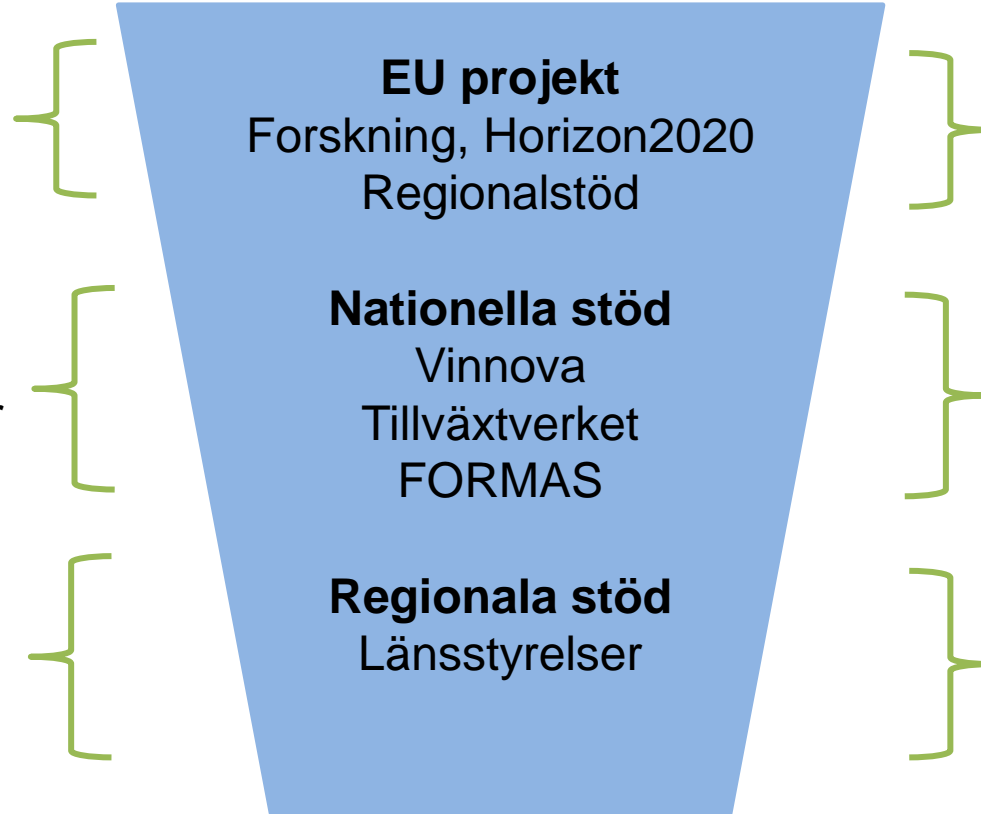 EU projekt
Forskning, Horizon2020
Regionalstöd
Nationella stöd
Vinnova
Tillväxtverket
FORMAS
Regionala stöd
Länsstyrelser